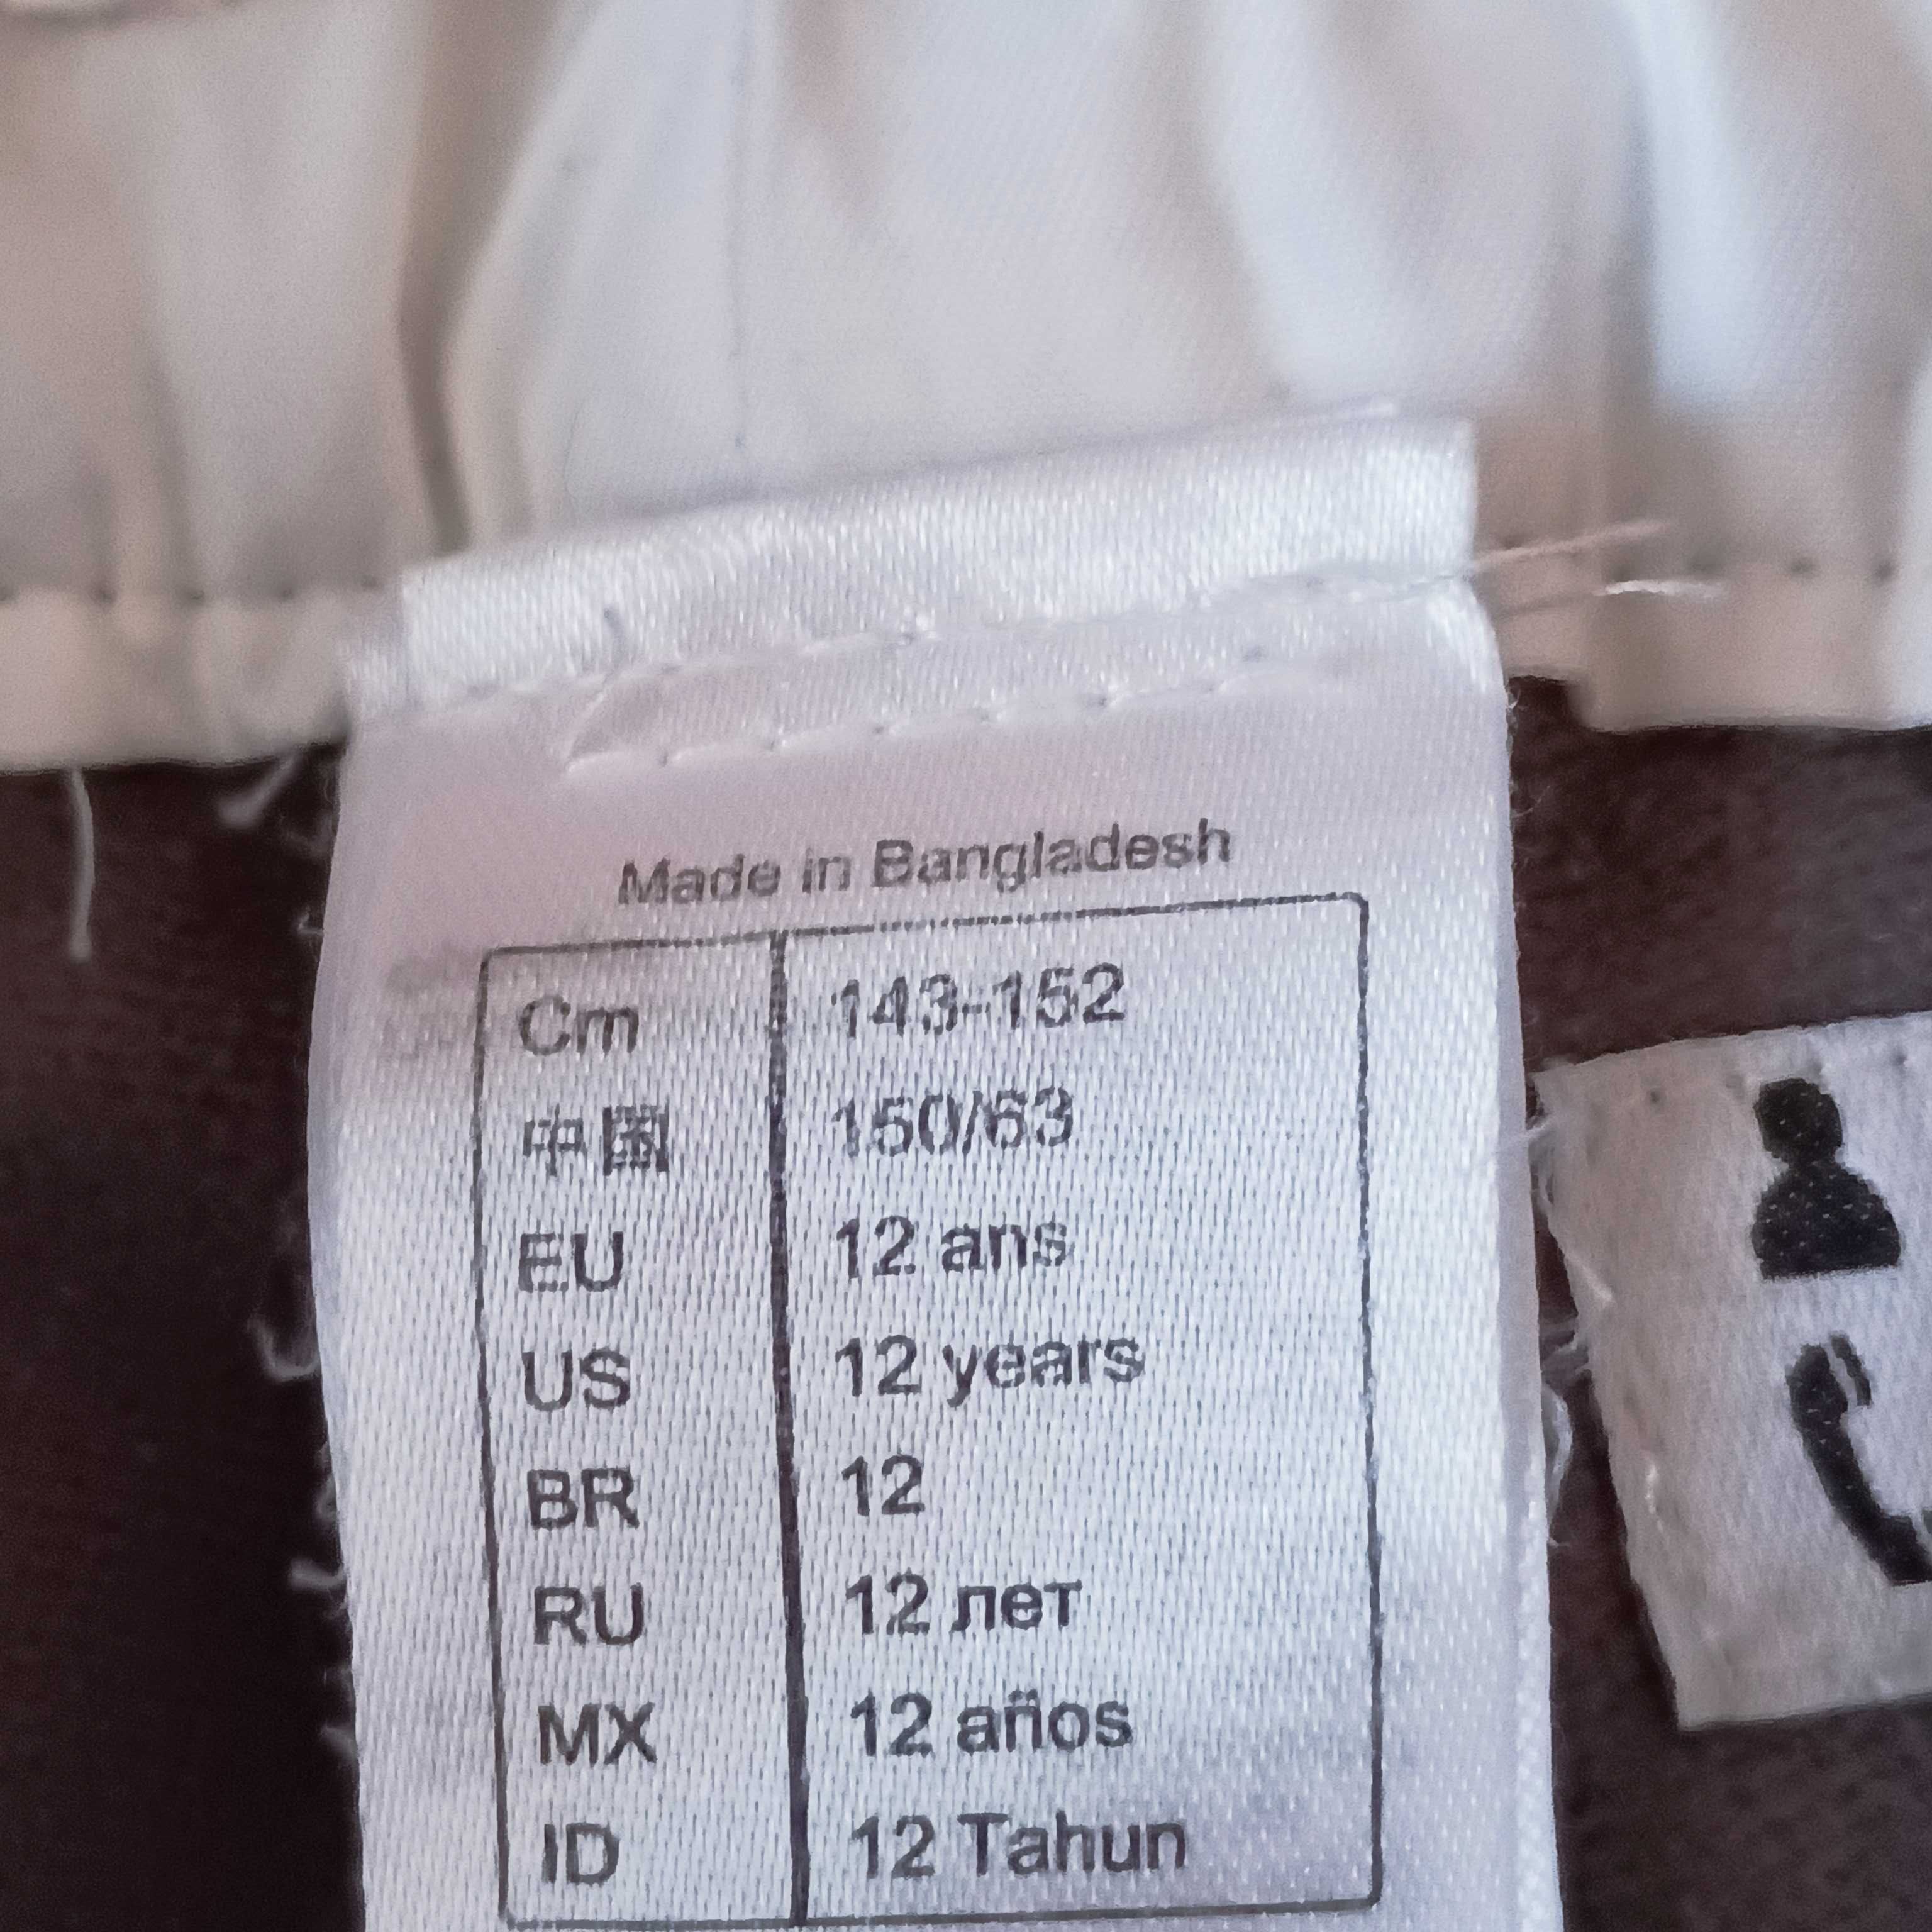 Made in Bangladesh
Cm 143-152
中国 150/63
EU 12 ans
US 12 years
BR 12
RU 12 лет
MX 12 años
ID 12 Tahun